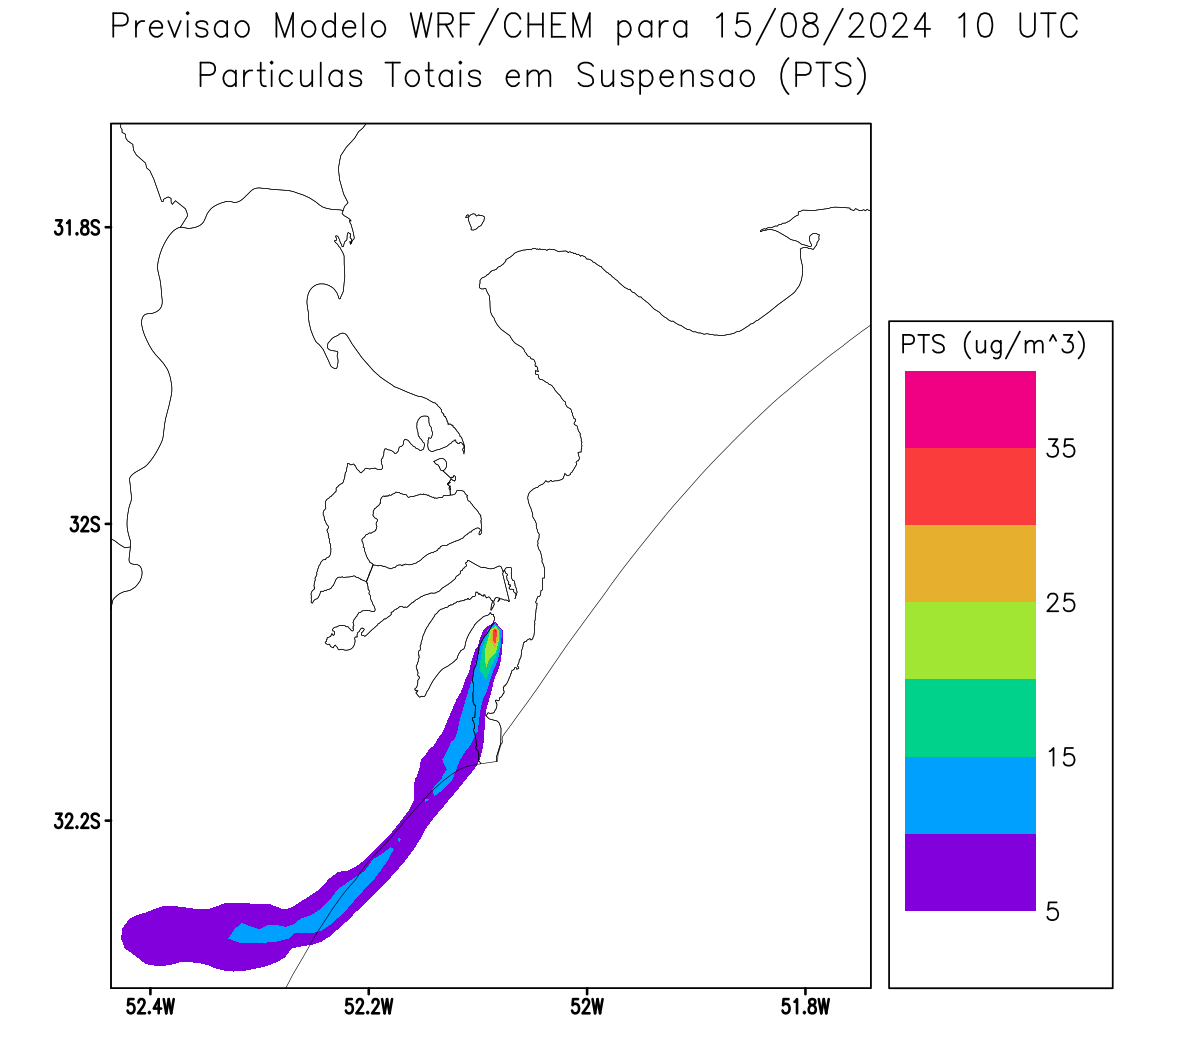 Previsao Modelo WRF/CHEM para 15/08/2024 10 UTC
Particulas Totais em Suspensao (PTS)
31.8S
32S
32.2S
52.4W
52.2W
52W
51.8W
PTS (ug/m^3)
35
25
15
5